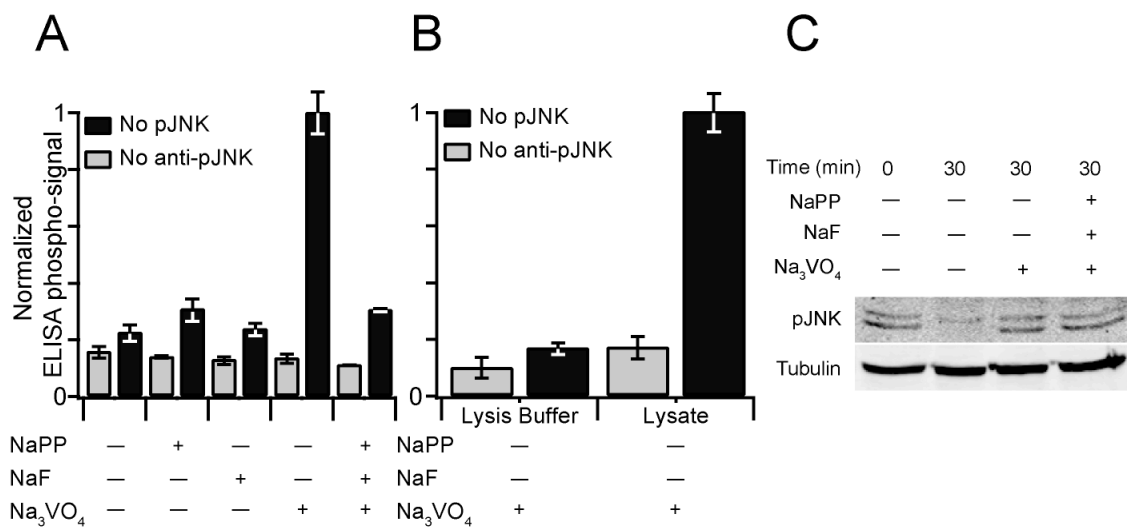 A
B
C
Normalized
ELISA phospho-signal
1
0
No pJNK
No anti-pJNK
NaPP — + — — +
NaF — — + — +
Na3VO4 — — — + +
1
0
No pJNK
No anti-pJNK
Lysis Buffer Lysate
NaPP — —
NaF — —
Na3VO4 + +
Time (min) 0 30 30 30
NaPP — — — +
NaF — — — +
Na3VO4 — — + +
pJNK
Tubulin